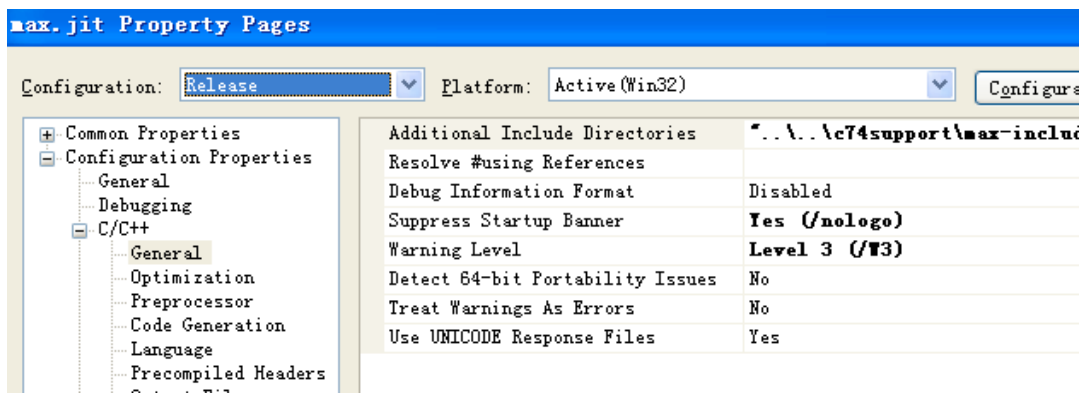 max.jit Property Pages
Configuration: Release Platform: Active(Win32)
Common Properties
Configuration Properties
General
Debugging
C/C++
General
Optimization
Preprocessor
Code Generation
Language
Precompiled Headers
Additional Include Directories "..\..\c74support\max-includ
Resolve #using References
Debug Information Format Disabled
Suppress Startup Banner Yes (/nologo)
Warning Level Level 3 (/W3)
Detect 64-bit Portability Issues No
Treat Warnings As Errors No
Use UNICODE Response Files Yes